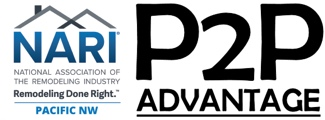 NARI®
NATIONAL ASSOCIATION OF
THE REMODELING INDUSTRY
Remodeling Done Right.™
PACIFIC NW
P2P
ADVANTAGE